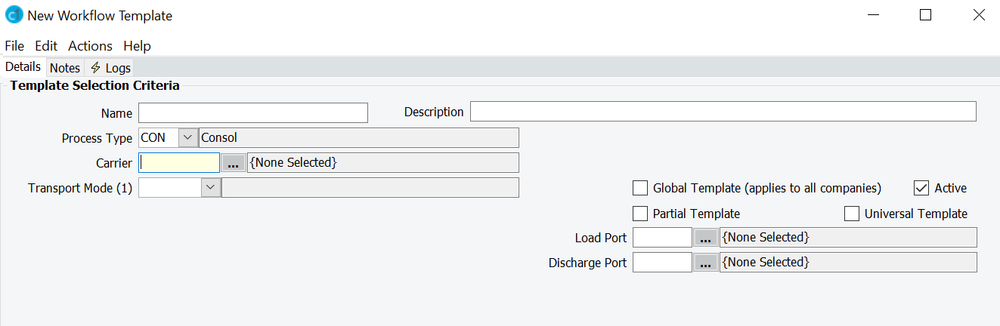 New Workflow Template
File Edit Actions Help
Details Notes Logs
Template Selection Criteria
Name Description
Process Type CON Consol
Carrier ... {None Selected}
Transport Mode (1) Global Template (applies to all companies) Active
Partial Template Universal Template
Load Port ... {None Selected}
Discharge Port ... {None Selected}